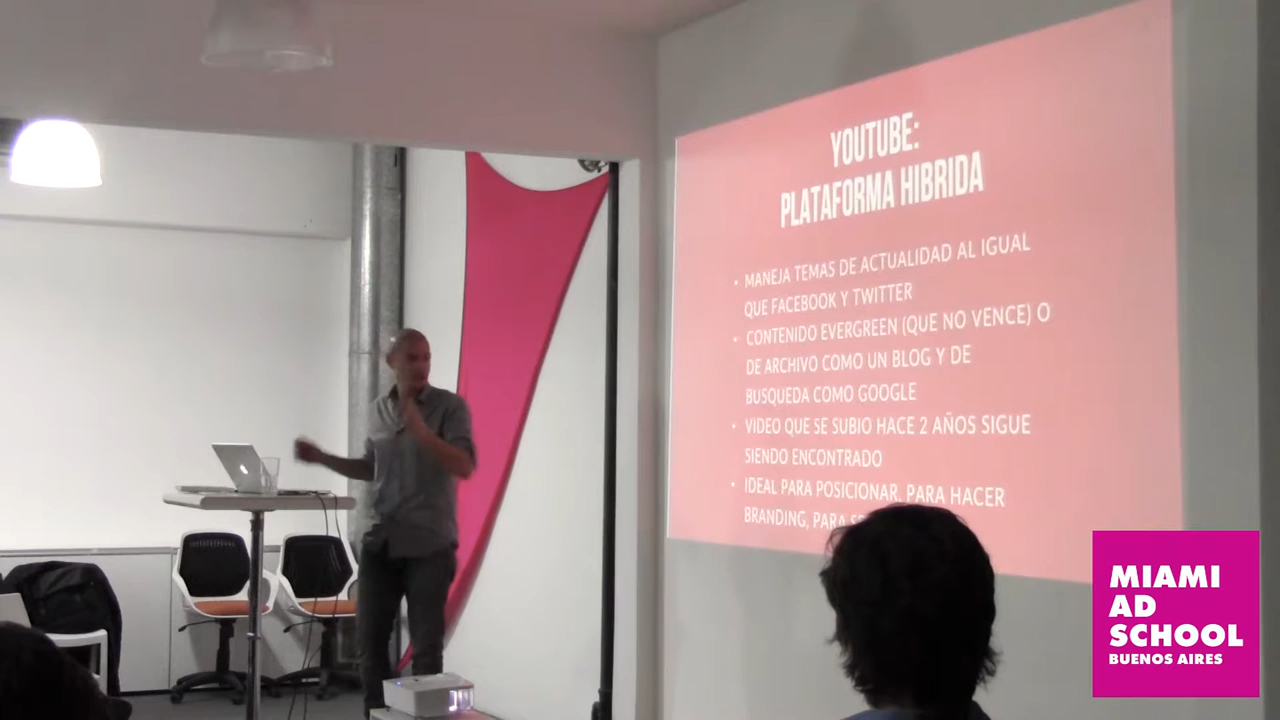 YOUTUBE:
PLATAFORMA HIBRIDA
• MANEJA TEMAS DE ACTUALIDAD AL IGUAL
QUE FACEBOOK Y TWITTER
• CONTENIDO EVERGREEN (QUE NO VENCE) O
DE ARCHIVO COMO UN BLOG Y DE
BUSQUEDA COMO GOOGLE
• VIDEO QUE SE SUBIO HACE 2 AÑOS SIGUE
SIENDO ENCONTRADO
• IDEAL PARA POSICIONAR, PARA HACER
BRANDING, PARA
MIAMI
AD
SCHOOL
BUENOS AIRES